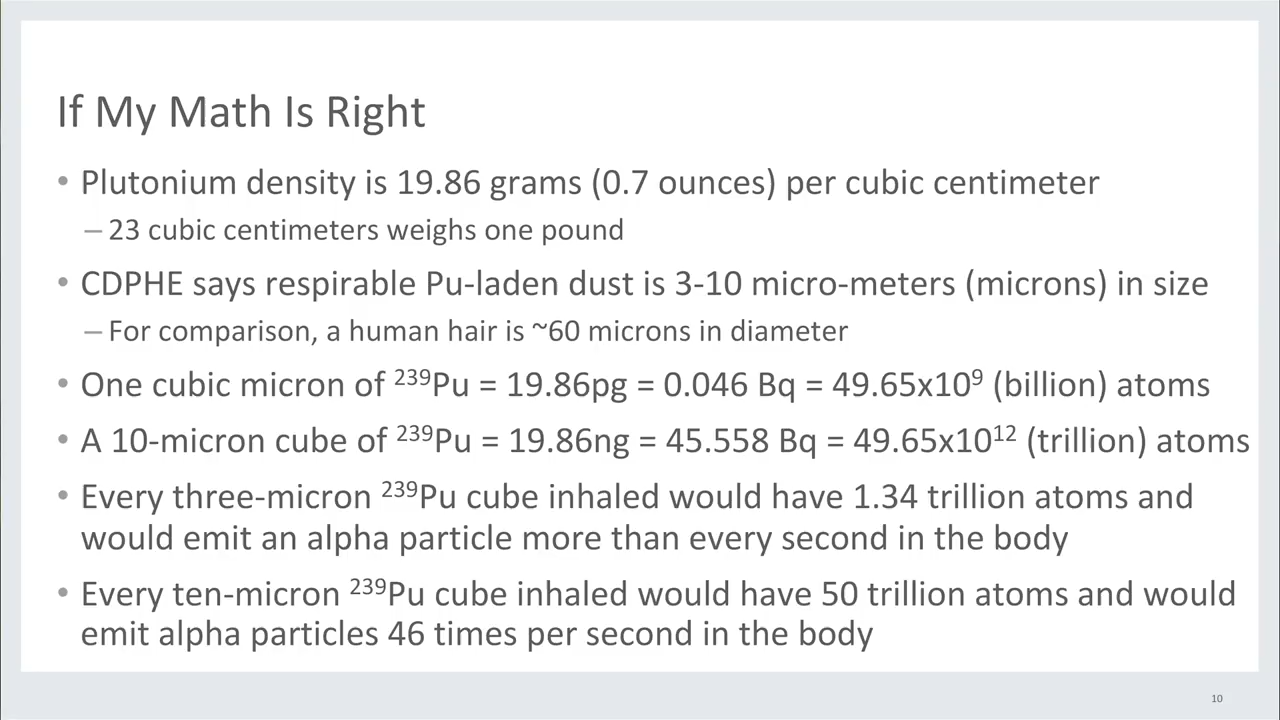 If My Math Is Right
• Plutonium density is 19.86 grams (0.7 ounces) per cubic centimeter
– 23 cubic centimeters weighs one pound
• CDPHE says respirable Pu-laden dust is 3-10 micro-meters (microns) in size
– For comparison, a human hair is ~60 microns in diameter
• One cubic micron of ²³⁹Pu = 19.86pg = 0.046 Bq = 49.65x10⁹ (billion) atoms
• A 10-micron cube of ²³⁹Pu = 19.86ng = 45.558 Bq = 49.65x10¹² (trillion) atoms
• Every three-micron ²³⁹Pu cube inhaled would have 1.34 trillion atoms and
would emit an alpha particle more than every second in the body
• Every ten-micron ²³⁹Pu cube inhaled would have 50 trillion atoms and would
emit alpha particles 46 times per second in the body
10